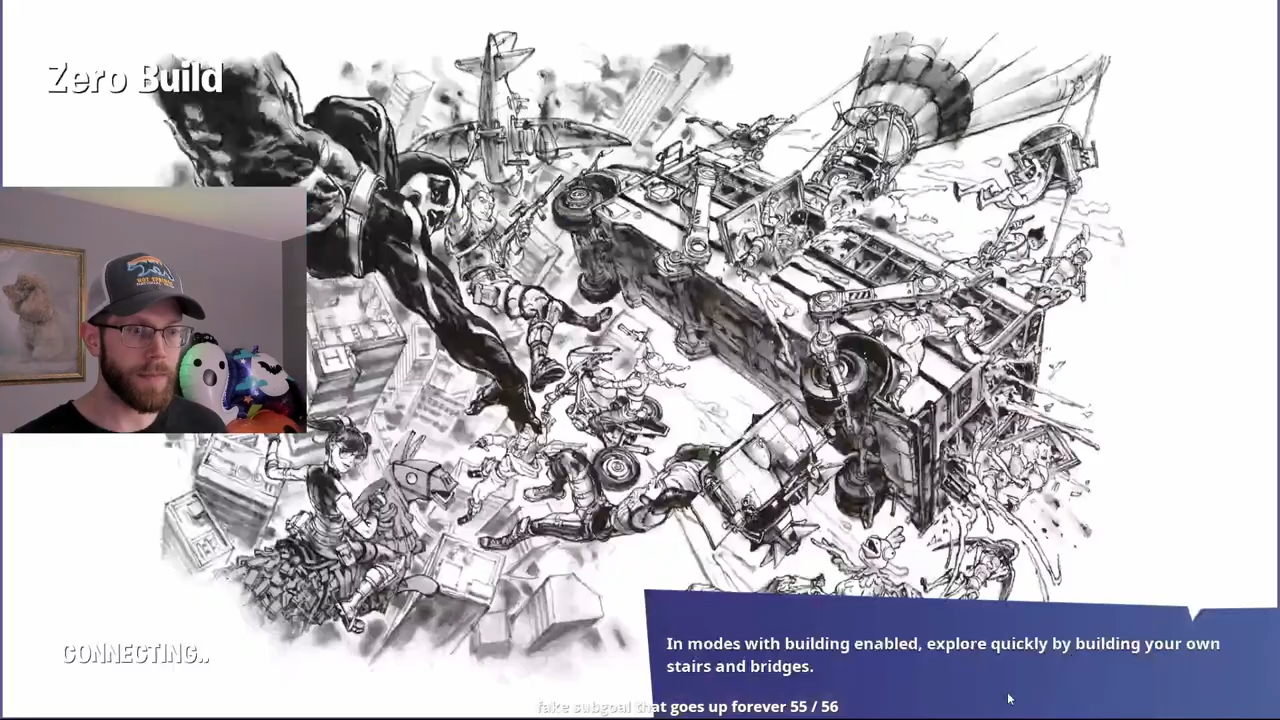 Zero Build
CONNECTING..
In modes with building enabled, explore quickly by building your own
stairs and bridges.
fake subgoal that goes up forever 55 / 56